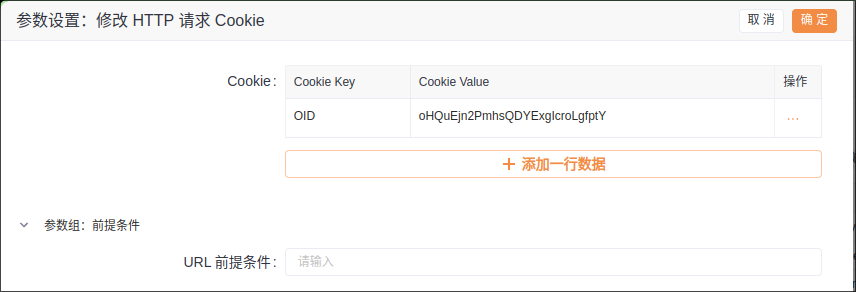 参数设置：修改 HTTP 请求 Cookie
取 消
确 定
Cookie:
Cookie Key
Cookie Value
操作
OID
oHQuEjn2PmhsQDYExgIcroLgfptY
...
添加一行数据
参数组：前提条件
URL 前提条件:
请输入